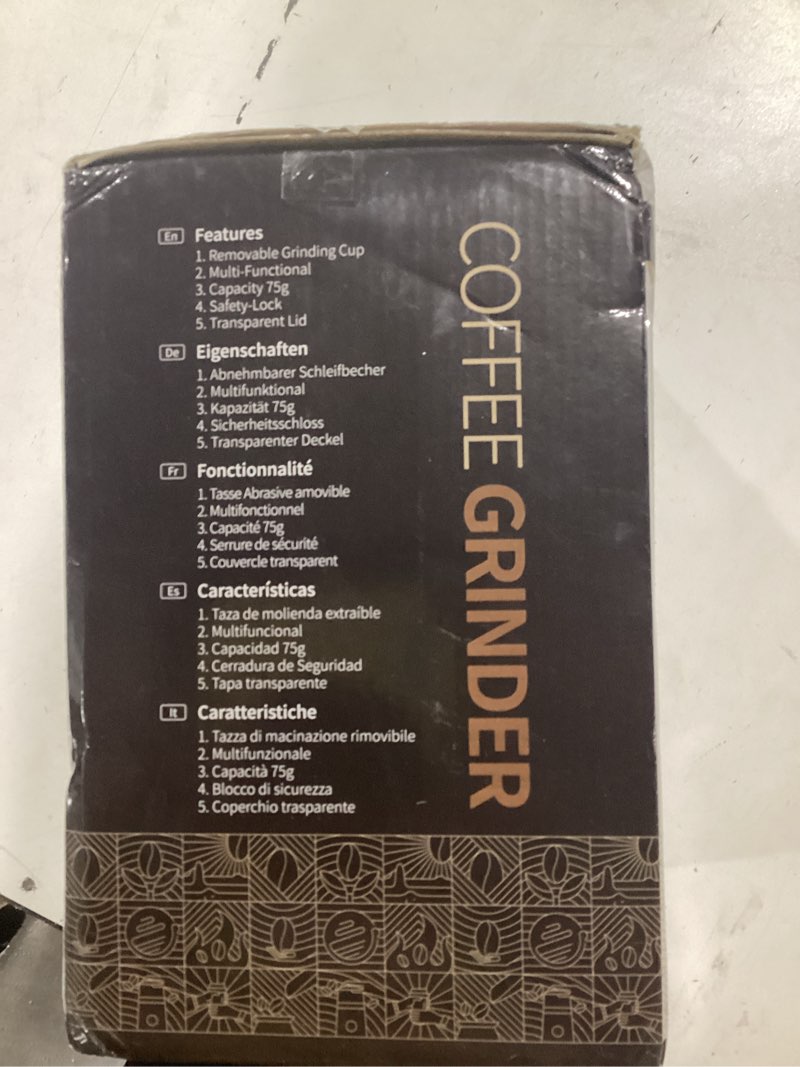 En Features
1. Removable Grinding Cup
2. Multi-Functional
3. Capacity 75g
4. Safety-Lock
5. Transparent Lid
De Eigenschaften
1. Abnehmbarer Schleifbecher
2. Multifunktional
3. Kapazität 75g
4. Sicherheitsschloss
5. Transparenter Deckel
Fr Fonctionnalité
1. Tasse Abrasive amovible
2. Multifonctionnel
3. Capacité 75g
4. Serrure de sécurité
5. Couvercle transparent
Es Características
1. Taza de molienda extraíble
2. Multifuncional
3. Capacidad 75g
4. Cerradura de Seguridad
5. Tapa transparente
It Caratteristiche
1. Tazza di macinazione rimovibile
2. Multifunzionale
3. Capacità 75g
4. Blocco di sicurezza
5. Coperchio trasparente
COFFEE GRINDER